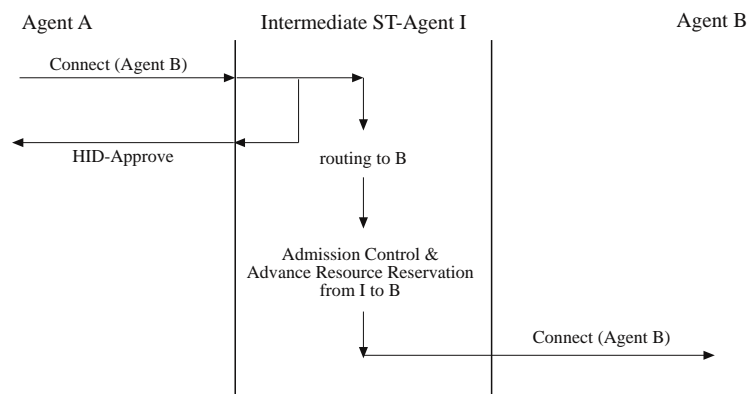 Agent A
Intermediate ST-Agent I
Agent B
Connect (Agent B)
HID-Approve
routing to B
Admission Control &
Advance Resource Reservation
from I to B
Connect (Agent B)